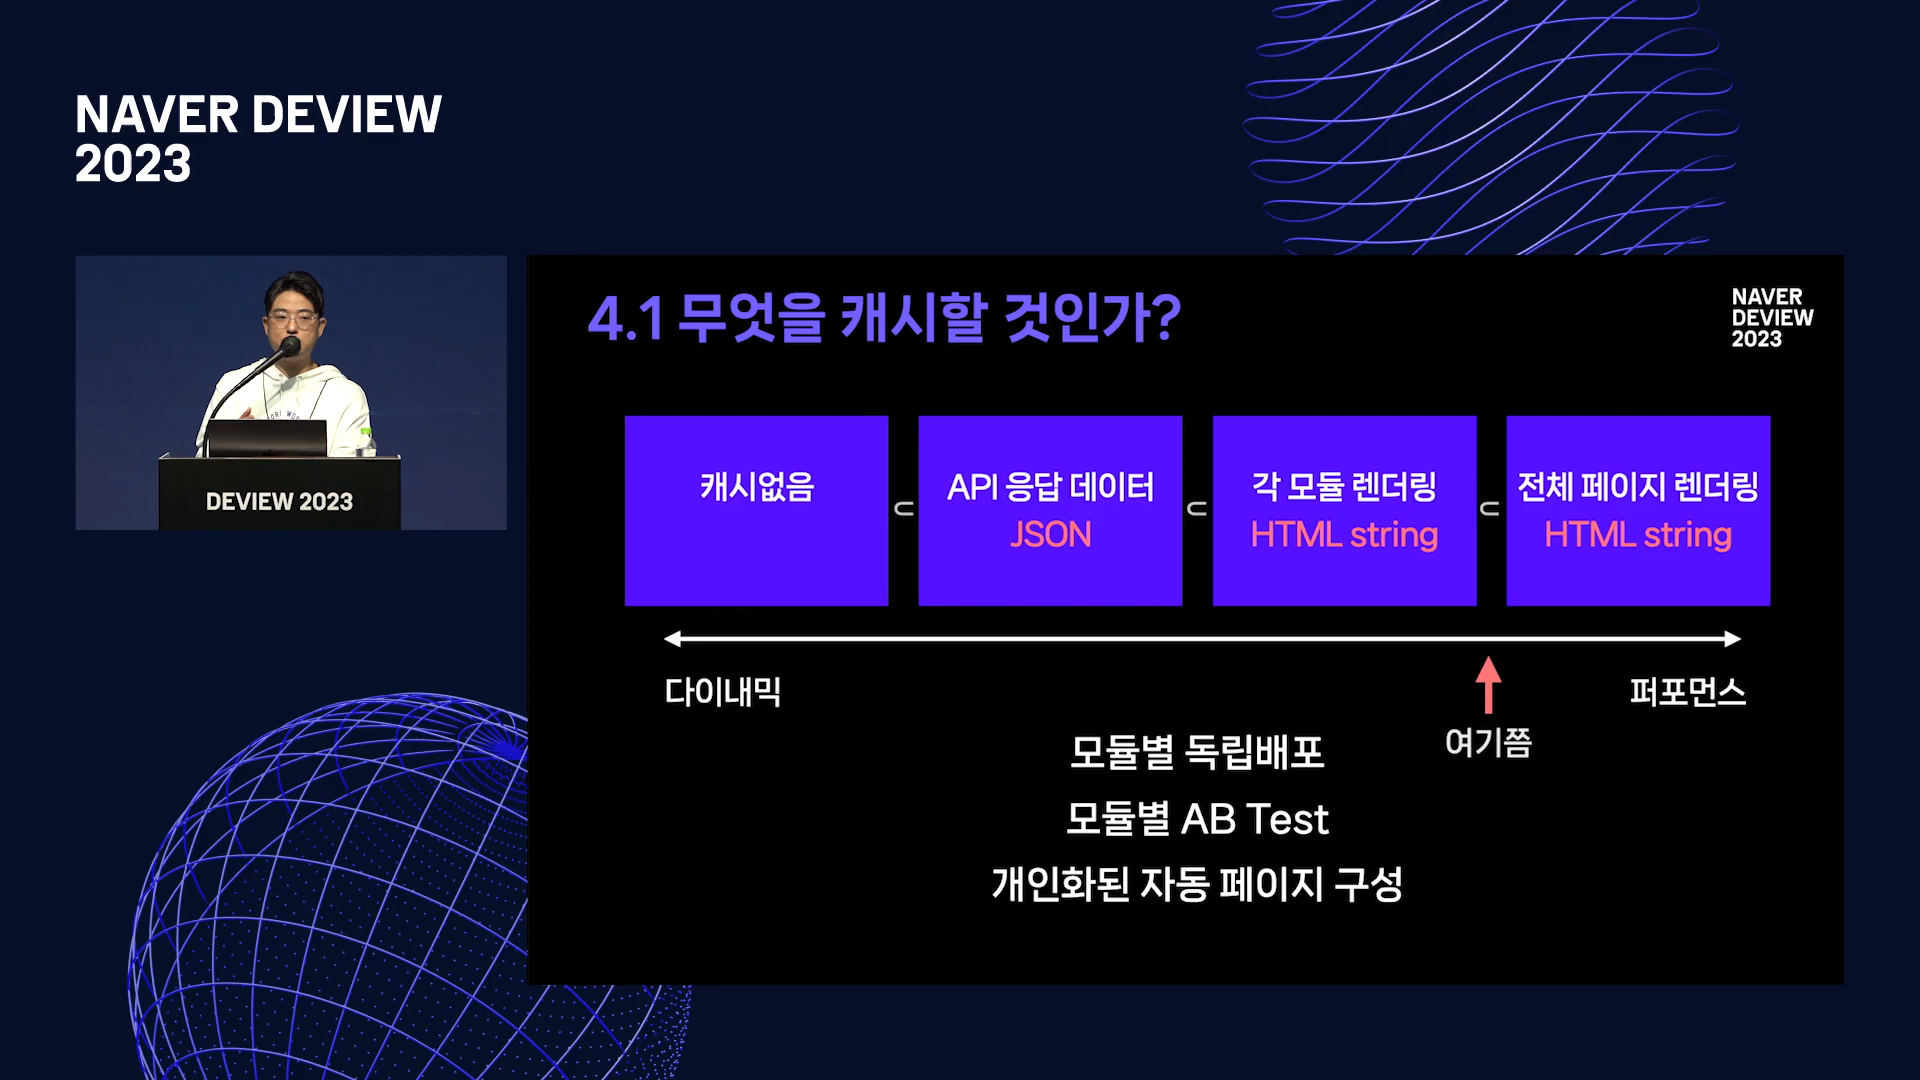 NAVER DEVIEW
2023
DEVIEW 2023
4.1 무엇을 캐시할 것인가?
NAVER
DEVIEW
2023
캐시없음
⊂
API 응답 데이터
JSON
⊂
각 모듈 렌더링
HTML string
⊂
전체 페이지 렌더링
HTML string
다이내믹
퍼포먼스
여기쯤
모듈별 독립배포
모듈별 AB Test
개인화된 자동 페이지 구성